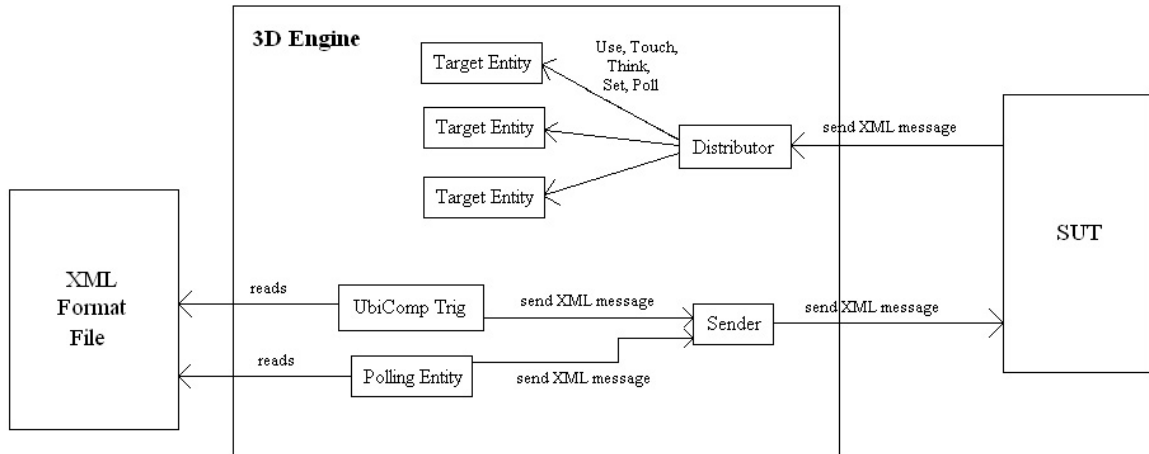 3D Engine
Use, Touch,
Think,
Set, Poll
Target Entity
Target Entity
Target Entity
Distributor
send XML message
SUT
XML
Format
File
reads
UbiComp Trig
send XML message
Sender
send XML message
reads
Polling Entity
send XML message